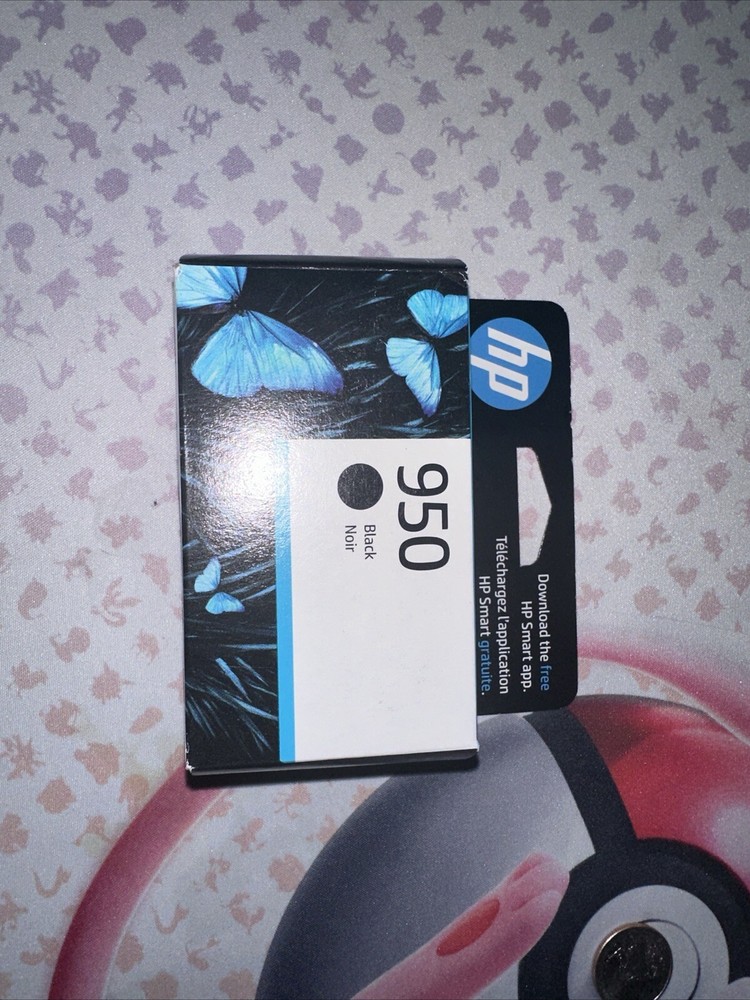 hp
Download the free
HP Smart app.
Téléchargez l'application
HP Smart gratuite.
950
Black
Noir